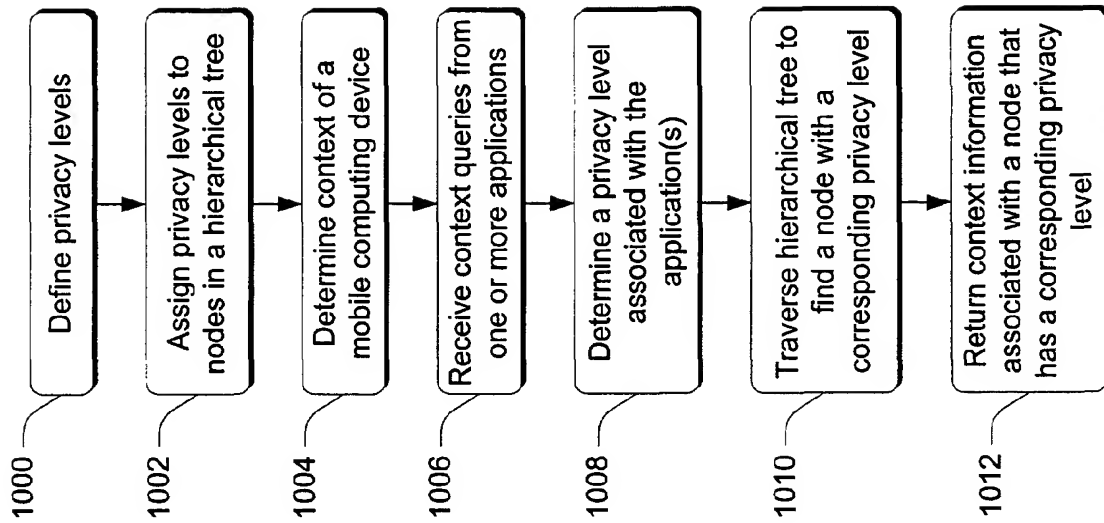 1000
Define privacy levels
1002
Assign privacy levels to
nodes in a hierarchical tree
1004
Determine context of a
mobile computing device
1006
Receive context queries from
one or more applications
1008
Determine a privacy level
associated with the
application(s)
1010
Traverse hierarchical tree to
find a node with a
corresponding privacy level
1012
Return context information
associated with a node that
has a corresponding privacy
level